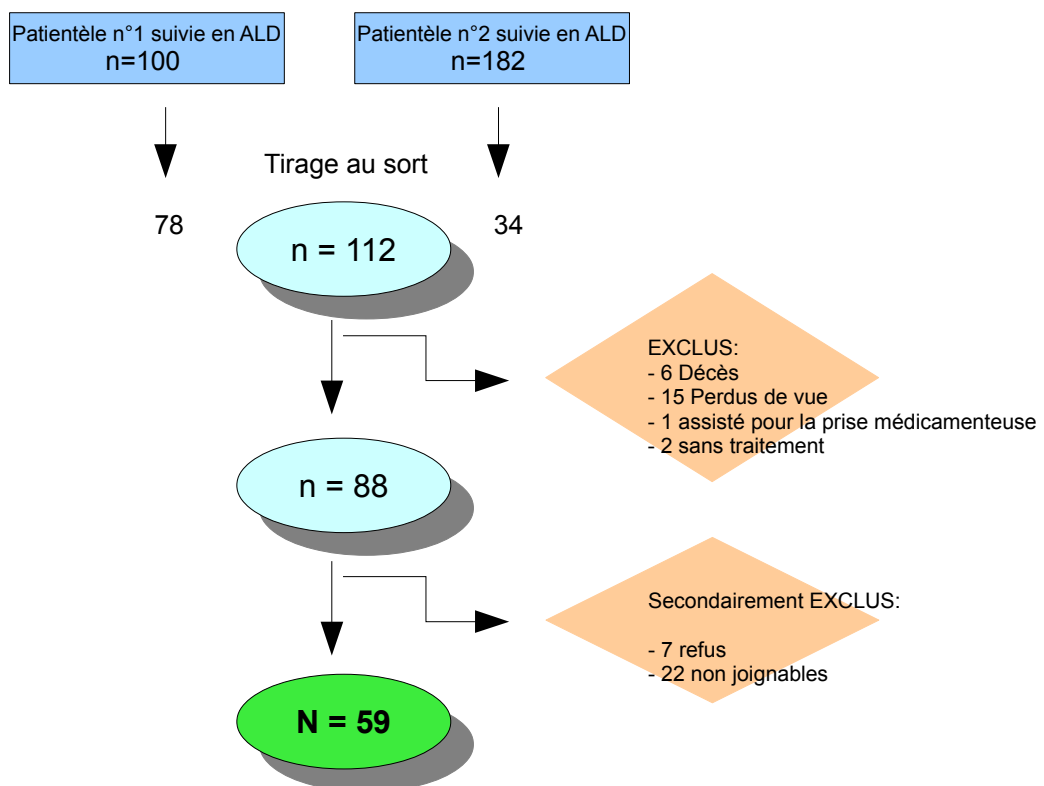 Patientèle n°1 suivie en ALD
n=100
Patientèle n°2 suivie en ALD
n=182
Tirage au sort
78
34
n = 112
EXCLUS:
- 6 Décès
- 15 Perdus de vue
- 1 assisté pour la prise médicamenteuse
- 2 sans traitement
n = 88
Secondairement EXCLUS:
- 7 refus
- 22 non joignables
N = 59